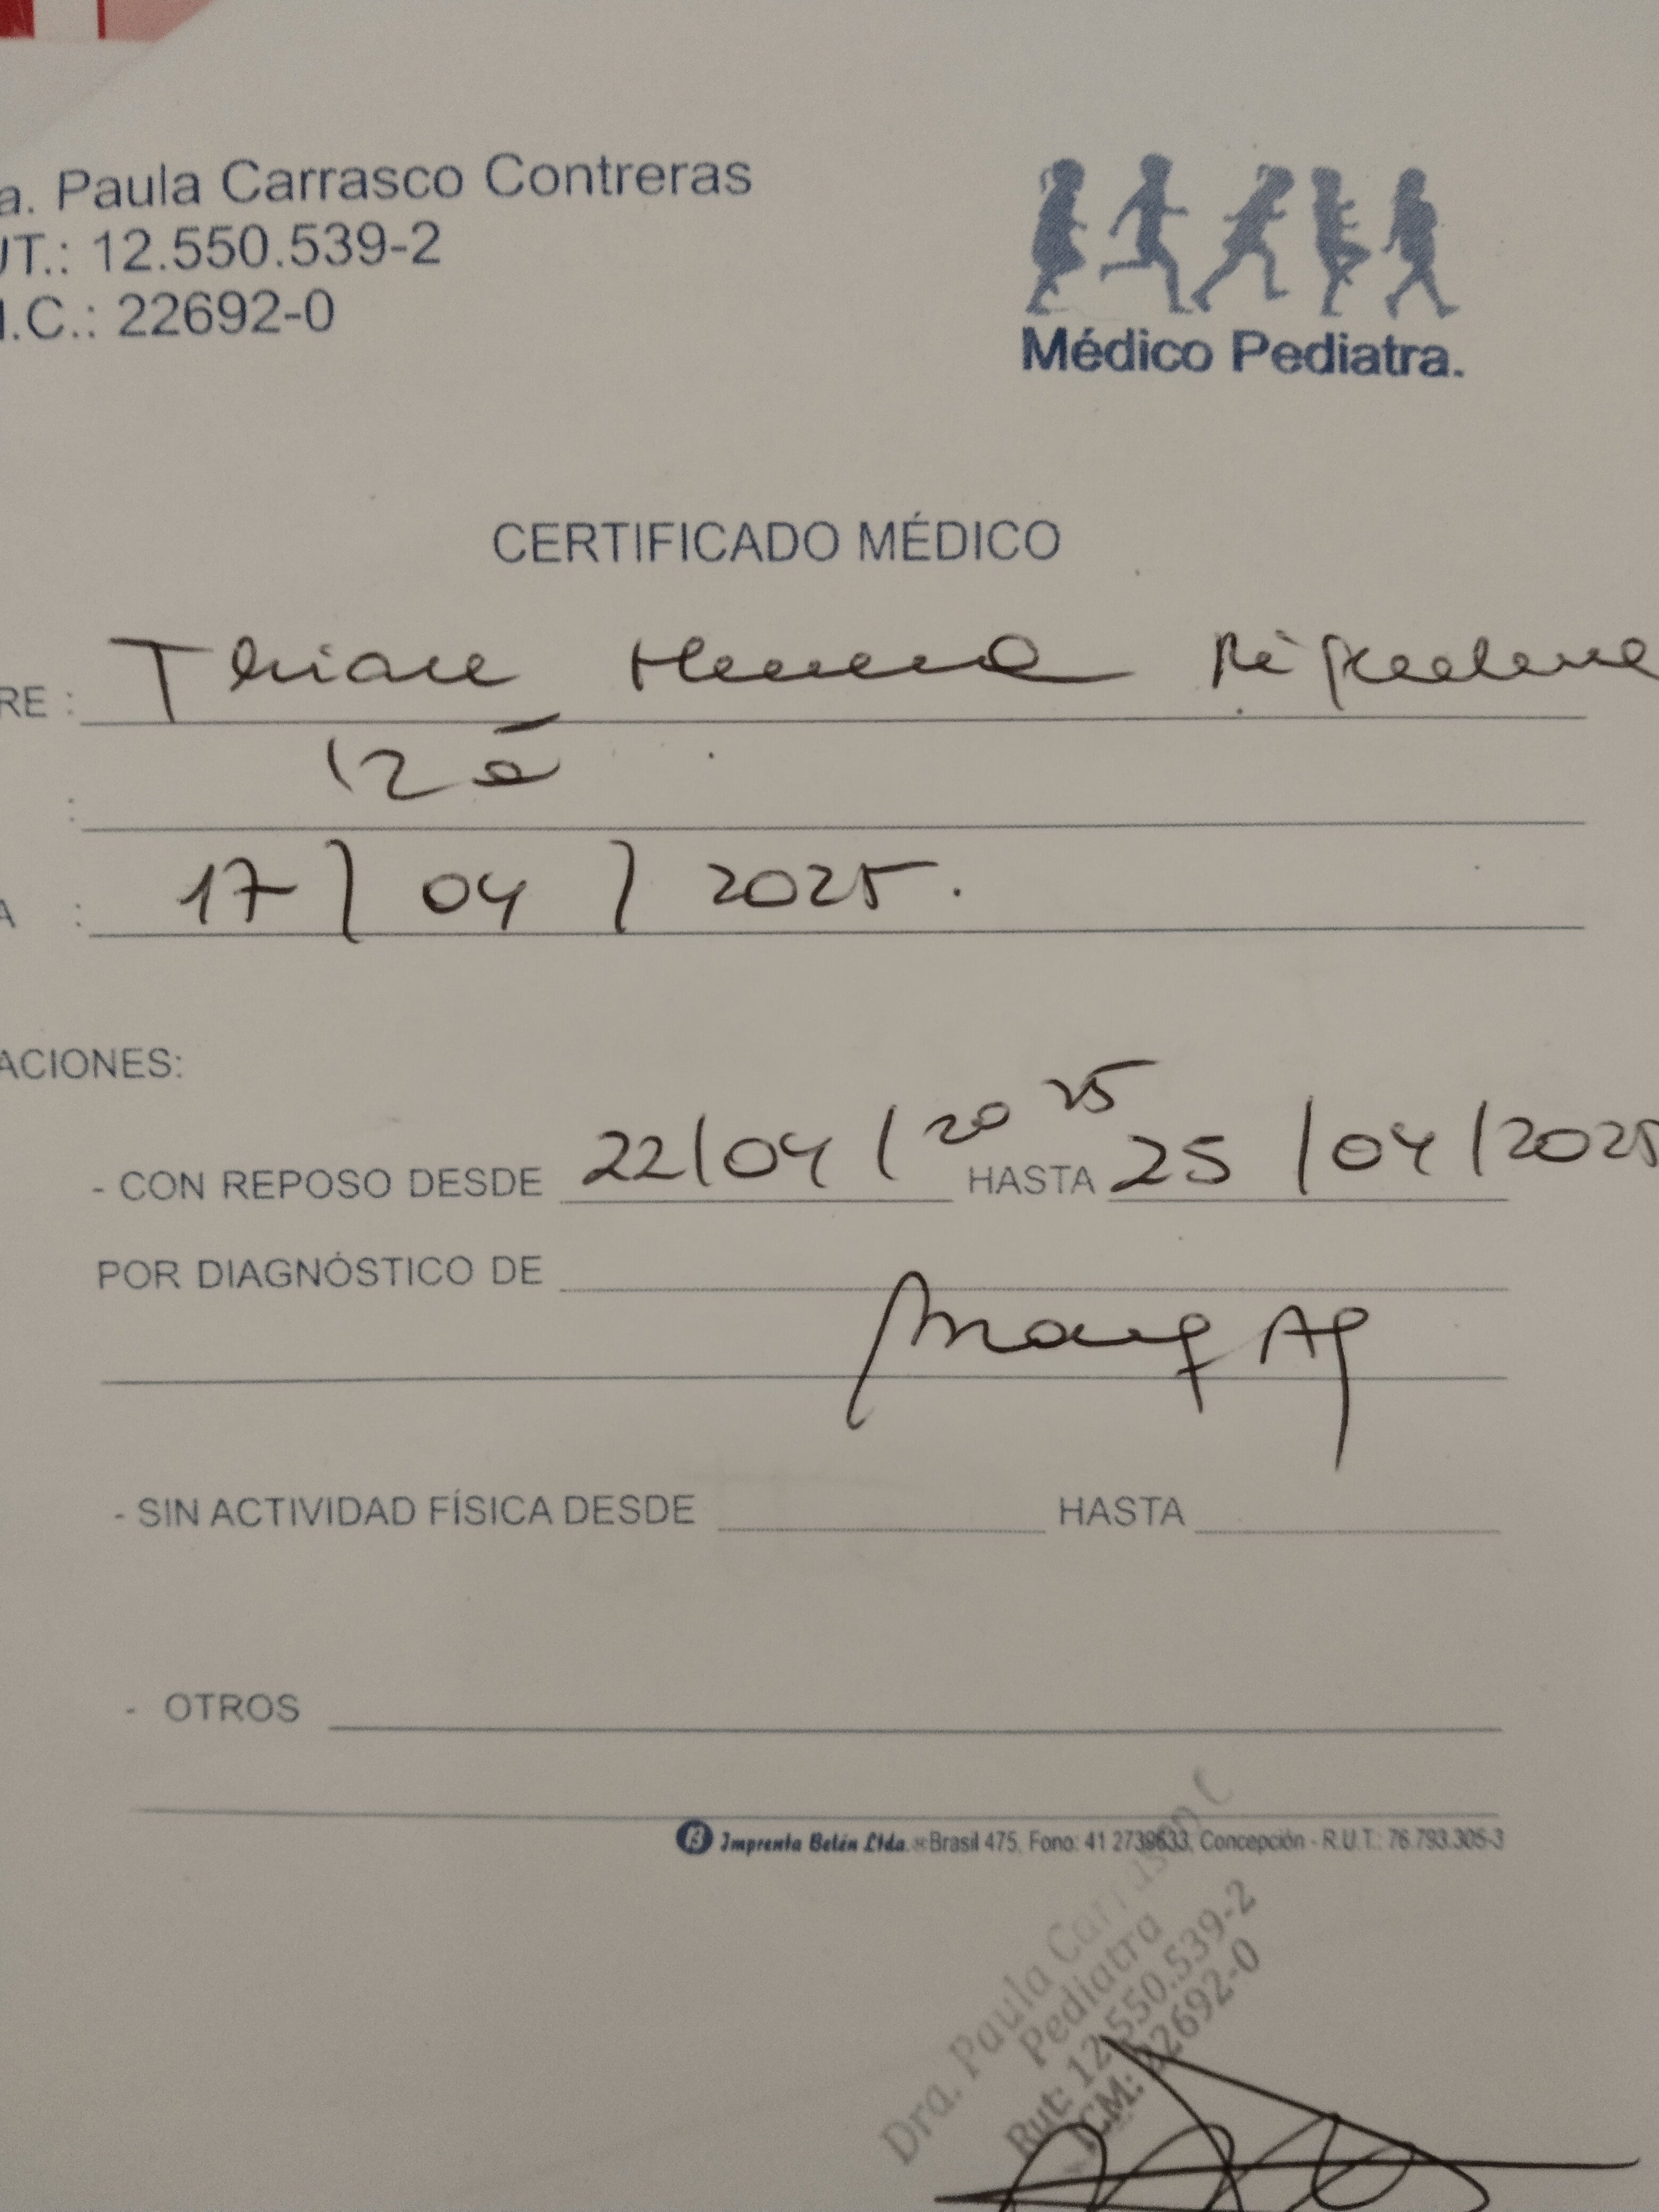 a. Paula Carrasco Contreras
UT.: 12.550.539-2
I.C.: 22692-0
Médico Pediatra.
CERTIFICADO MÉDICO
RE :
: 12 a
A : 17 / 04 / 2025.
ACIONES:
- CON REPOSO DESDE 22/04/2025 HASTA 25/04/2025
POR DIAGNÓSTICO DE
- SIN ACTIVIDAD FÍSICA DESDE HASTA
- OTROS
Imprenta Belén Ltda. Brasil 475, Fono: 41 2739633, Concepción - R.U.T.: 76.793.305-3
Dra. Paula Carrasco C
Pediatra
Rut: 12.550.539-2
ICM: 22692-0